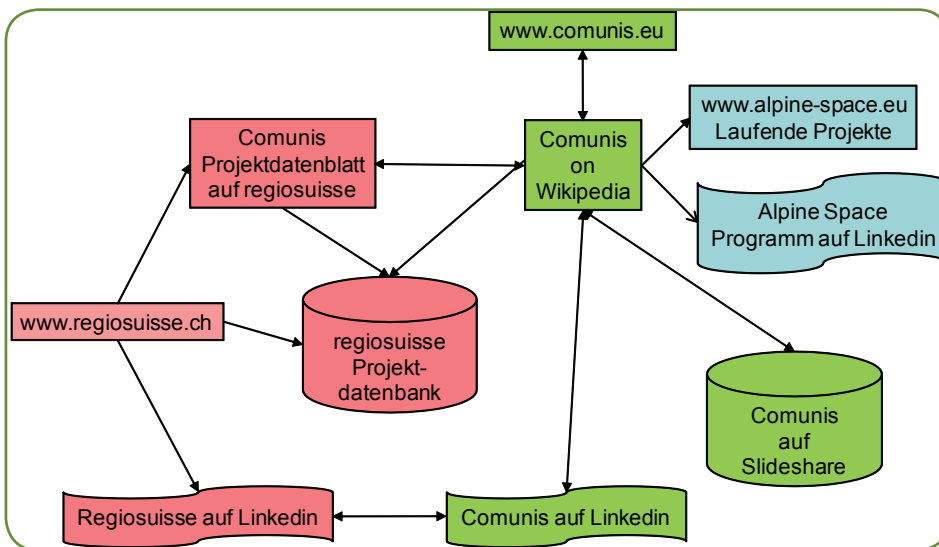 www.comunis.eu
www.alpine-space.eu
Laufende Projekte
Comunis
Projektdatenblatt
auf regiosuisse
Comunis
on
Wikipedia
Alpine Space
Programm auf Linkedin
www.regiosuisse.ch
regiosuisse
Projekt-
datenbank
Comunis
auf
Slideshare
Regiosuisse auf Linkedin
Comunis auf Linkedin